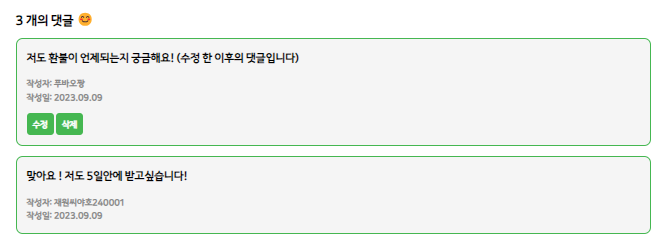 3 개의 댓글 😊
저도 환불이 언제되는지 궁금해요! (수정 한 이후의 댓글입니다)
작성자: 푸바오짱
작성일: 2023.09.09
수정 삭제
맞아요 ! 저도 5일안에 받고싶습니다!
작성자: 재원씨야호240001
작성일: 2023.09.09